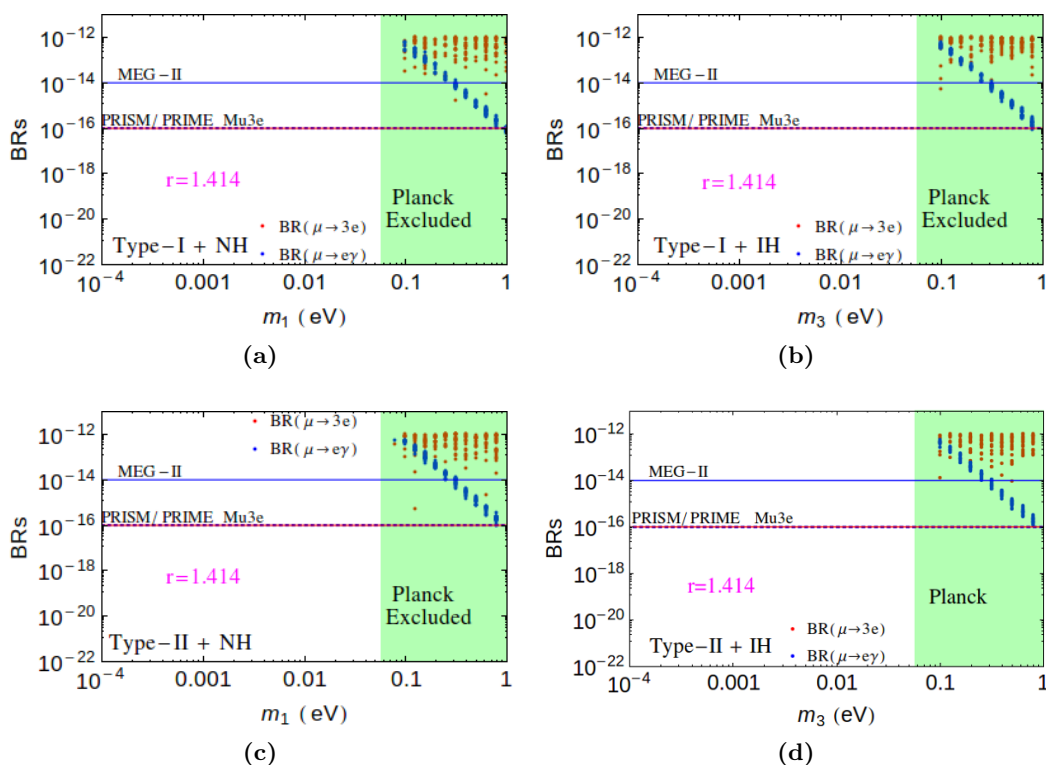 10^-12
10^-14
10^-16
10^-18
10^-20
10^-22
BRs
MEG-II
PRISM/PRIME Mu3e
r=1.414
Planck
Excluded
BR(μ→3e)
BR(μ→eγ)
Type-I + NH
10^-4
0.001
0.010
0.1
1
m1 (eV)
(a)
10^-12
10^-14
10^-16
10^-18
10^-20
10^-22
BRs
MEG-II
PRISM/PRIME Mu3e
r=1.414
Planck
Excluded
BR(μ→3e)
BR(μ→eγ)
Type-I + IH
10^-4
0.001
0.010
0.1
1
m3 (eV)
(b)
10^-12
10^-14
10^-16
10^-18
10^-20
10^-22
BRs
BR(μ→3e)
BR(μ→eγ)
MEG-II
PRISM/PRIME Mu3e
r=1.414
Planck
Excluded
Type-II + NH
10^-4
0.001
0.010
0.1
1
m1 (eV)
(c)
10^-12
10^-14
10^-16
10^-18
10^-20
10^-22
BRs
MEG-II
PRISM/PRIME Mu3e
r=1.414
Planck
BR(μ→3e)
BR(μ→eγ)
Type-II + IH
10^-4
0.001
0.010
0.1
1
m3 (eV)
(d)